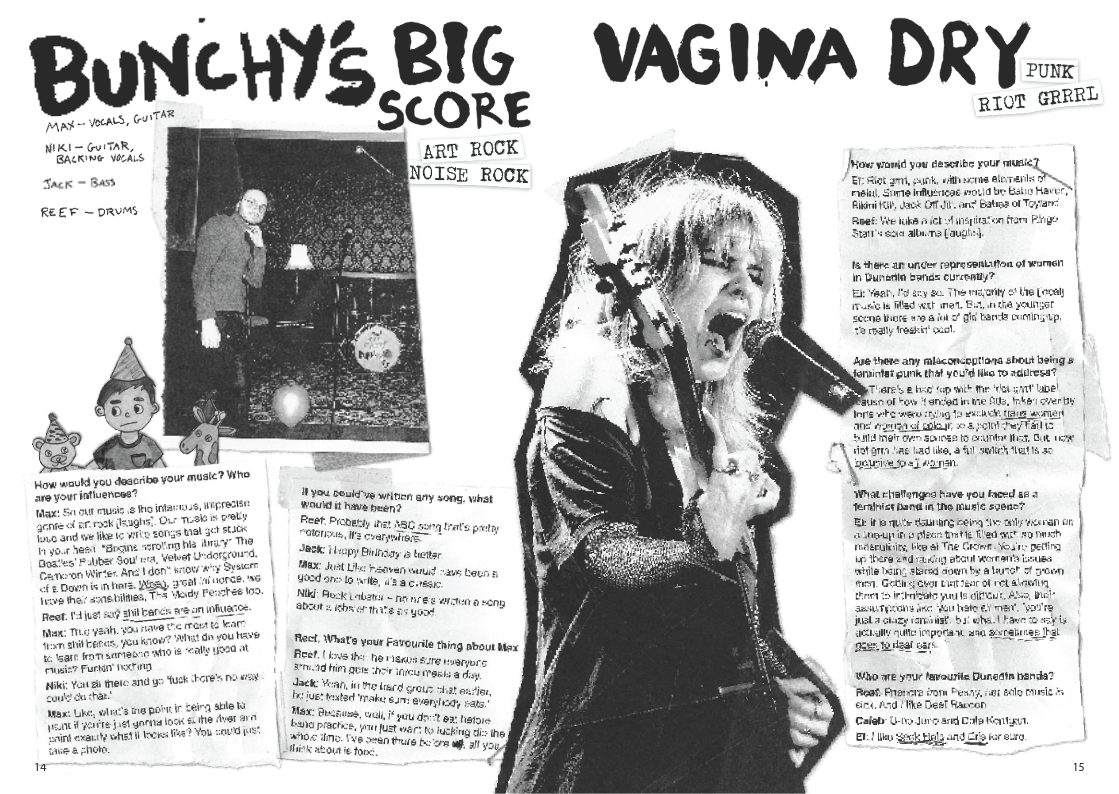 BUNCHY'S BIG SCORE
MAX – VOCALS, GUITAR
NIKI – GUITAR,
BACKING VOCALS
JACK – BASS
REEF – DRUMS
ART ROCK
NOISE ROCK
How would you describe your music? Who
are your influences?
Max: So our music is the infamous, imprecise
genre of art rock [laughs]. Our music is pretty
loud and we like to write songs that get stuck
in your head. *Begins scrolling his library* The
Beatles' Rubber Soul era, Velvet Underground,
Cameron Winter. And I don't know why System
of a Down is in here. Ween, great influence, we
have their sensibilities. The Moldy Peaches too.
Reef: I'd just say shit bands are an influence.
Max: True yeah, you have the most to learn
from shit bands, you know? What do you have
to learn from someone who is really good at
music? Fuckin' nothing.
Niki: You sit there and go 'fuck there's no way I
could do that.'
Max: Like, what's the point in being able to
paint if you're just gonna look at the river and
paint exactly what it looks like? You could just
take a photo.
If you could've written any song, what
would it have been?
Reef: Probably that ABC song that's pretty
notorious, it's everywhere.
Jack: Happy Birthday is better.
Max: Just Like Heaven would have been a
good one to write, it's a classic.
Niki: Rock Lobster – no one's written a song
about a lobster that's as good.
Reef, What's your Favourite thing about Max
Reef: I love that he makes sure everyone
around him gets their three meals a day.
Jack: Yeah, in the band group chat earlier,
he just texted 'make sure everybody eats.'
Max: Because, well, if you don't eat before
band practice, you just want to fucking die the
whole time. I've been there before, all you
think about is food.
14
VAGINA DRY
PUNK
RIOT GRRRL
How would you describe your music?
El: Riot grrrl, punk, with some elements of
metal. Some influences would be Babe Haven,
Bikini Kill, Jack Off Jill, and Babes of Toyland.
Reef: We take a lot of inspiration from Ringo
Starr's solo albums [laughs].
Is there an under representation of women
in Dunedin bands currently?
El: Yeah, I'd say so. The majority of the [local]
music is filled with men. But, in the younger
scene there are a lot of girl bands coming up,
it's really freakin' cool.
Are there any misconceptions about being a
feminist punk that you'd like to address?
There's a bad rap with the 'riot grrrl' label
cause of how it ended in the 90s, taken over by
terfs who were trying to exclude trans women
and women of colour, to a point they had to
build their own scenes to counter that. But, now
riot grrrl has had like, a full switch that is so
inclusive to all women.
What challenges have you faced as a
feminist band in the music scene?
El: It is quite daunting being the only woman on
a line-up in a place that is filled with so much
masculinity, like at The Crown. You're getting
up there and talking about women's issues
while being stared down by a bunch of grown
men. Getting over that fear of not allowing
them to intimidate you is difficult. Also, their
assumptions like 'you hate all men', 'you're
just a crazy feminist', but what I have to say is
actually quite important and sometimes that
goes to deaf ears.
Who are your favourite Dunedin bands?
Reef: from Penny, her solo music is
sick. And I like Deaf Raccoon.
Caleb: Juno and Dale Kerrigan.
El: I like and for sure.
15